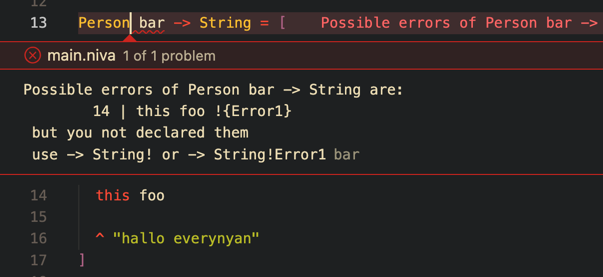 12
13 Person bar -> String = [ Possible errors of Person bar ->
main.niva 1 of 1 problem
Possible errors of Person bar -> String are:
14 | this foo !{Error1}
but you not declared them
use -> String! or -> String!Error1 bar
14 this foo
15
16 ^ "hallo everynyan"
17 ]